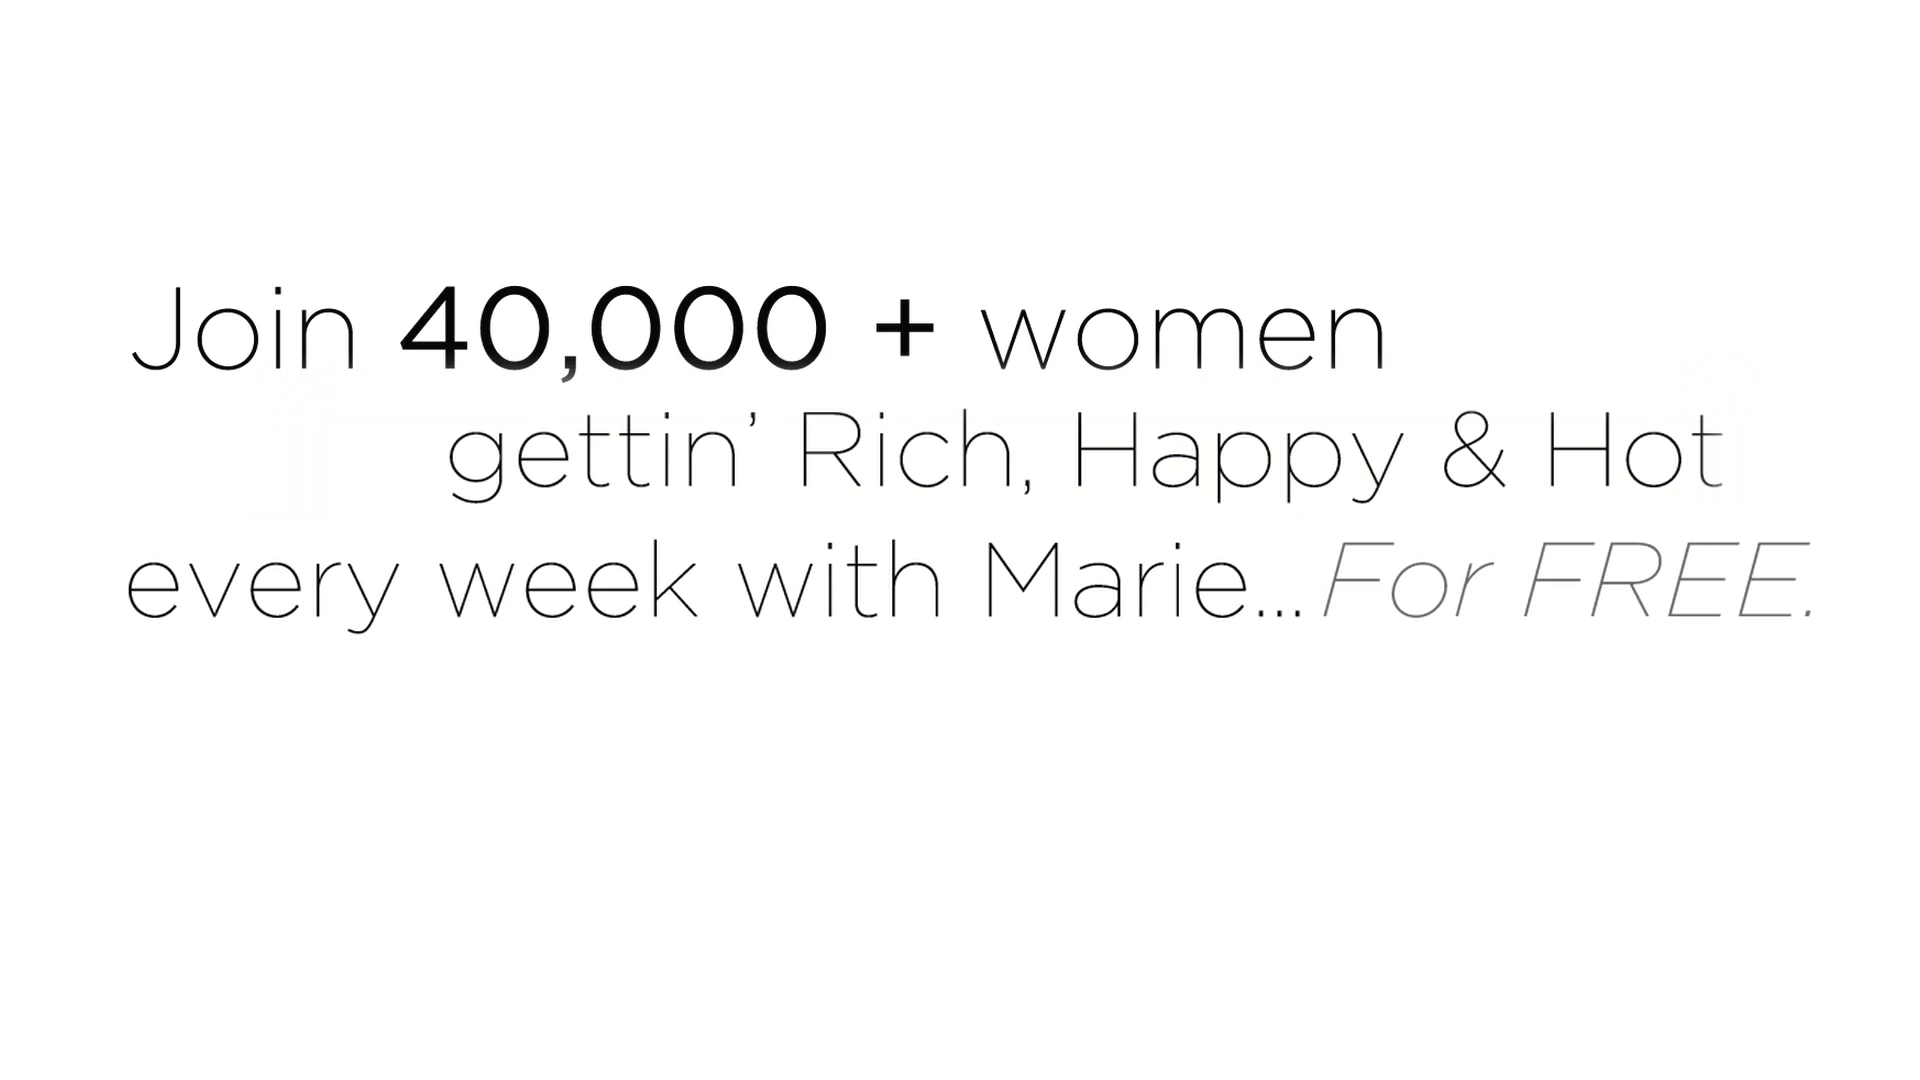 Join 40,000 + women
gettin’ Rich, Happy & Hot
every week with Marie... For FREE.